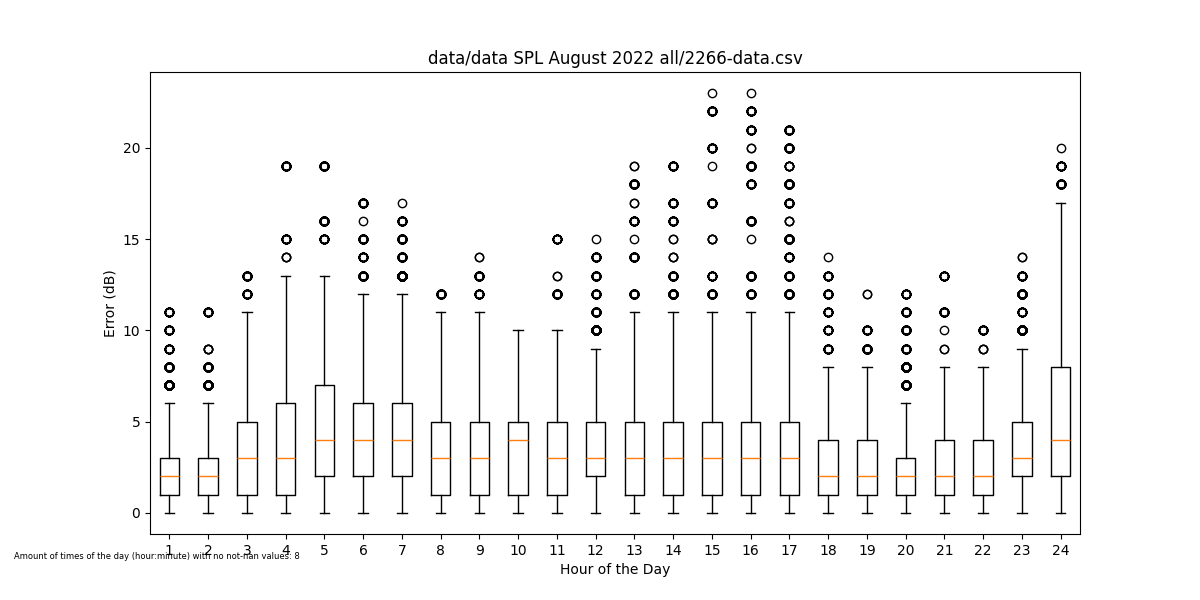 data/data SPL August 2022 all/2266-data.csv
Error (dB)
20
15
10
5
0
1 2 3 4 5 6 7 8 9 10 11 12 13 14 15 16 17 18 19 20 21 22 23 24
Amount of times of the day (hour:minute) with no not-nan values: 8
Hour of the Day